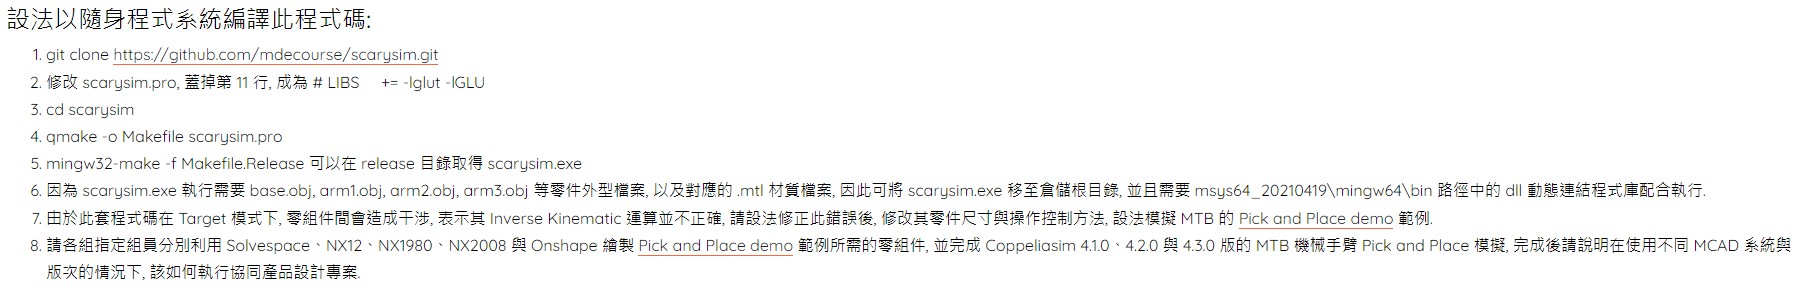 設法以隨身程式系統編譯此程式碼:
1. git clone https://github.com/mdecourse/scarysim.git
2. 修改 scarysim.pro, 蓋掉第 11 行, 成為 # LIBS += -lglut -lGLU
3. cd scarysim
4. qmake -o Makefile scarysim.pro
5. mingw32-make -f Makefile.Release 可以在 release 目錄取得 scarysim.exe
6. 因為 scarysim.exe 執行需要 base.obj, arm1.obj, arm2.obj, arm3.obj 等零件外型檔案, 以及對應的 .mtl 材質檔案, 因此可將 scarysim.exe 移至倉儲根目錄, 並且需要 msys64_20210419\mingw64\bin 路徑中的 dll 動態連結程式庫配合執行.
7. 由於此套程式碼在 Target 模式下, 零組件間會造成干涉, 表示其 Inverse Kinematic 運算並不正確, 請設法修正此錯誤後, 修改其零件尺寸與操作控制方法, 設法模擬 MTB 的 Pick and Place demo 範例.
8. 請各組指定組員分別利用 Solvespace、NX12、NX1980、NX2008 與 Onshape 繪製 Pick and Place demo 範例所需的零組件, 並完成 Coppeliasim 4.1.0、4.2.0 與 4.3.0 版的 MTB 機械手臂 Pick and Place 模擬, 完成後請說明在使用不同 MCAD 系統與
版次的情況下, 該如何執行協同產品設計專案.